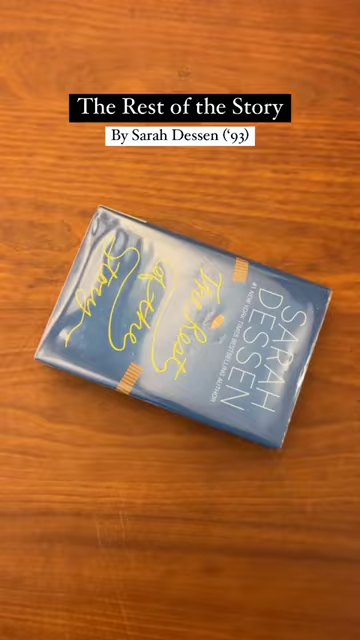 The Rest of the Story
By Sarah Dessen (‘93)
The Rest
of the
Story
#1 NEW YORK TIMES BESTSELLING AUTHOR
SARAH
DESSEN